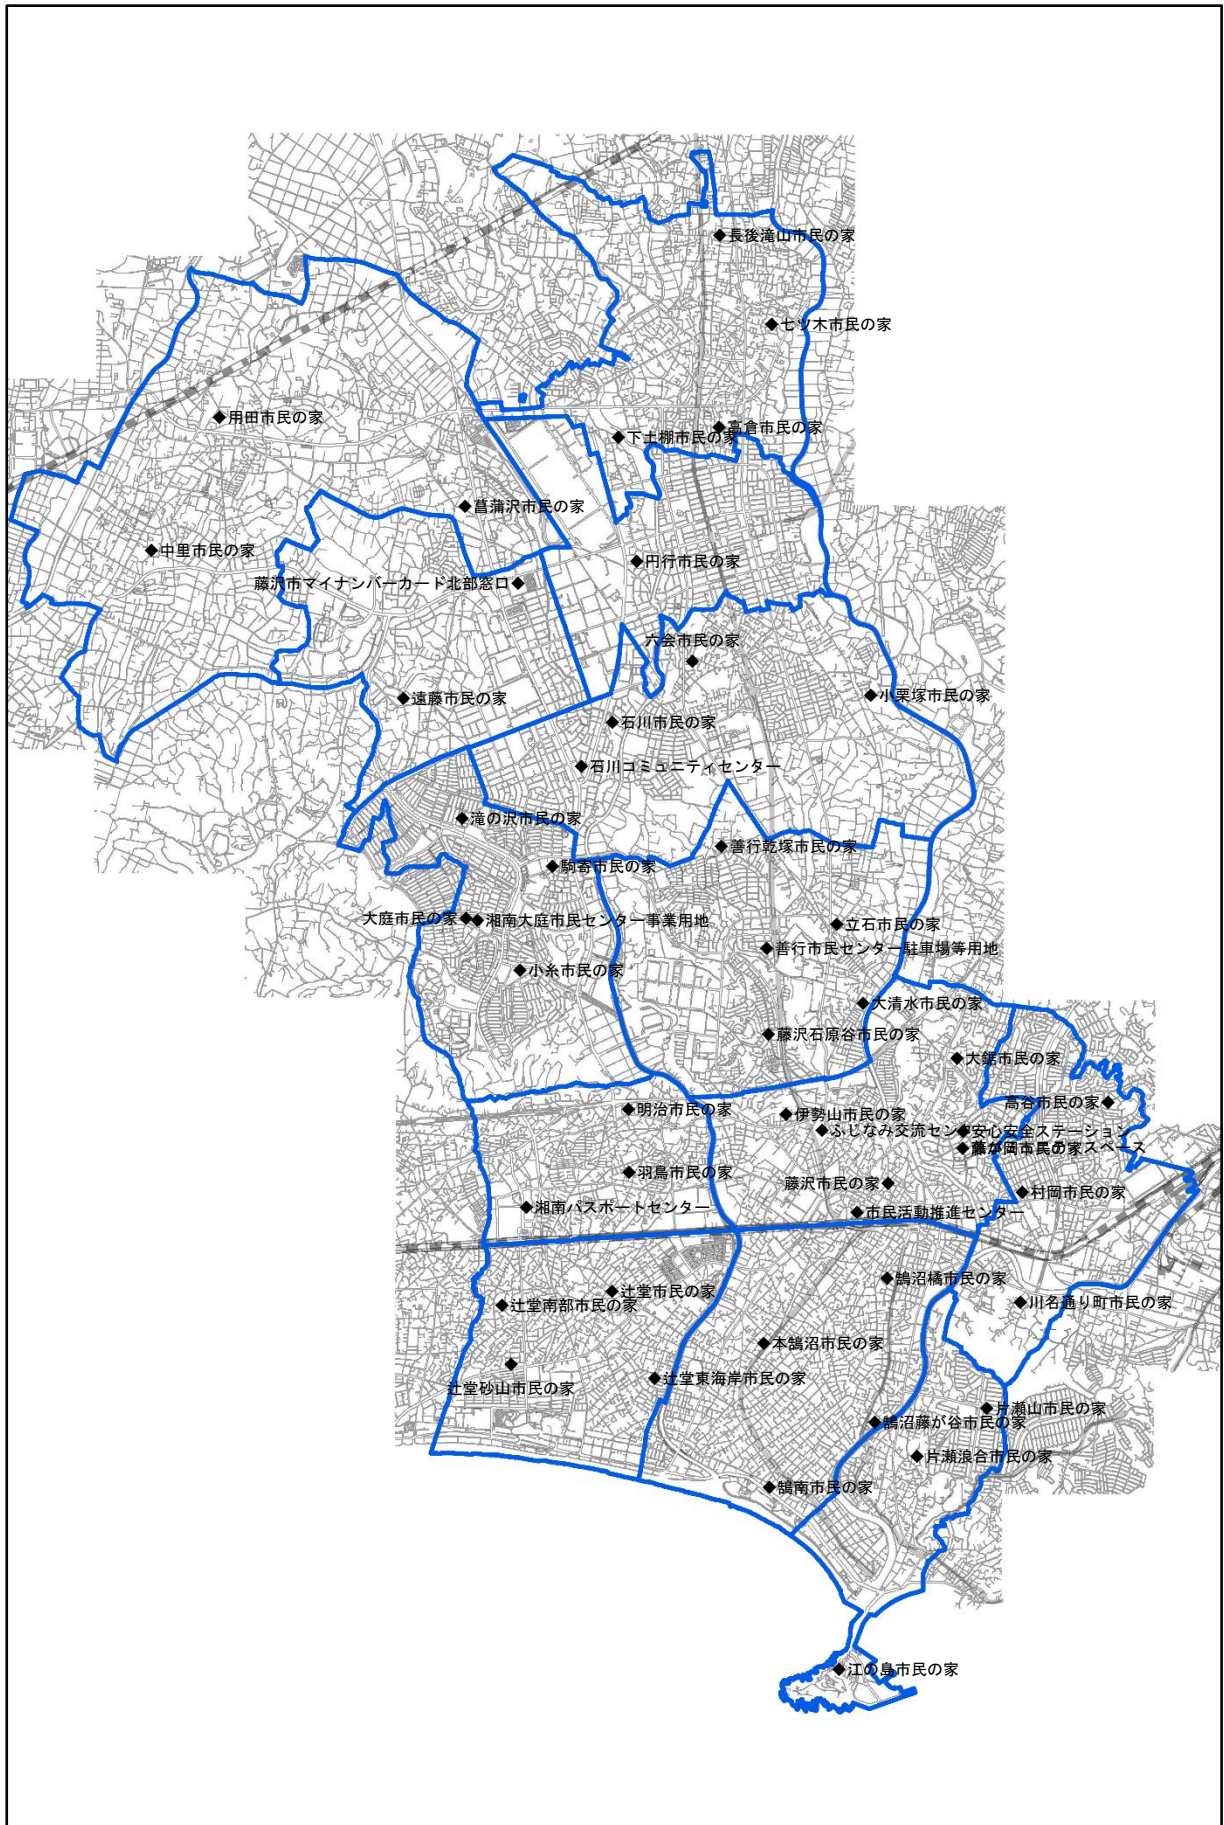 ◆長後滝山市民の家
◆七ツ木市民の家
◆用田市民の家
◆高倉市民の家
◆下土棚市民の家
◆菖蒲沢市民の家
◆中里市民の家
◆円行市民の家
藤沢市マイナンバーカード北部窓口◆
六会市民の家
◆小栗塚市民の家
◆遠藤市民の家
◆石川市民の家
◆石川コミュニティセンター
◆滝の沢市民の家
◆善行乾塚市民の家
◆駒寄市民の家
大庭市民の家◆
◆湘南大庭市民センター事業用地
◆立石市民の家
◆善行市民センター駐車場等用地
◆小糸市民の家
◆大清水市民の家
◆藤沢石原谷市民の家
◆大鋸市民の家
高谷市民の家◆
◆明治市民の家
◆伊勢山市民の家
◆ふじなみ交流セン
安心安全ステーション
藤が岡市民の家
スペース
◆羽鳥市民の家
藤沢市民の家◆
◆村岡市民の家
◆湘南パスポートセンター
◆市民活動推進センター
◆鵠沼橘市民の家
◆辻堂市民の家
◆辻堂南部市民の家
◆川名通り町市民の家
◆本鵠沼市民の家
辻堂砂山市民の家
◆辻堂東海岸市民の家
◆片瀬山市民の家
◆鵠沼藤が谷市民の家
◆片瀬浪合市民の家
◆鵠南市民の家
◆江の島市民の家